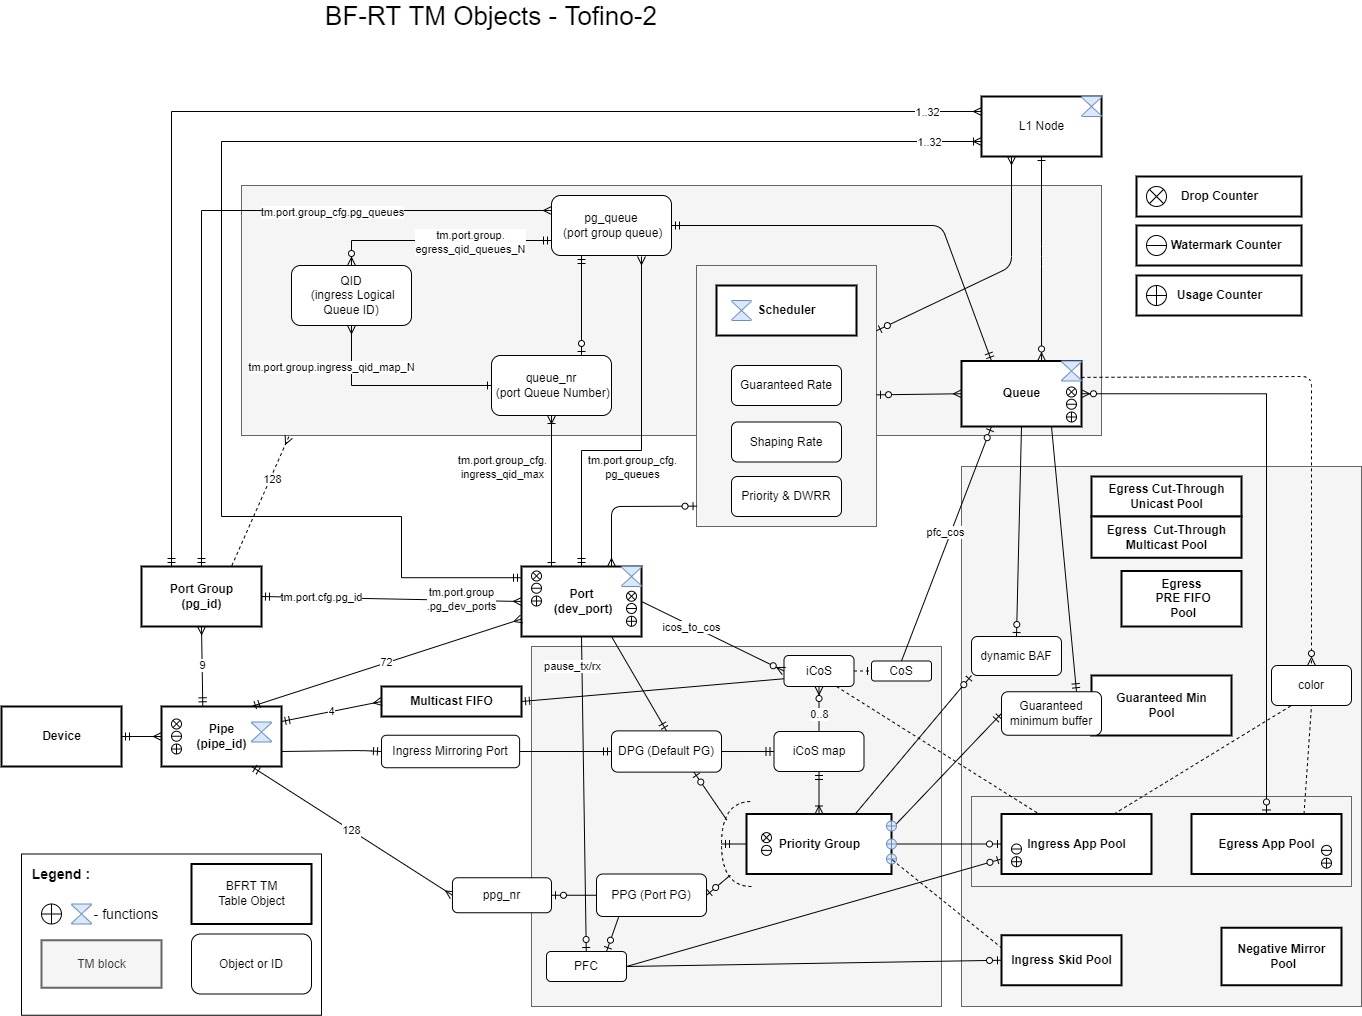 BF-RT TM Objects - Tofino-2
1..32
L1 Node
1..32
Drop Counter
tm.port.group_cfg.pg_queues
pg_queue
(port group queue)
tm.port.group.
egress_qid_queues_N
Watermark Counter
QID
(ingress Logical
Queue ID)
Usage Counter
Scheduler
tm.port.group.ingress_qid_map_N
queue_nr
(port Queue Number)
Guaranteed Rate
Queue
Shaping Rate
tm.port.group_cfg.
ingress_qid_max
tm.port.group_cfg.
pg_queues
128
Priority & DWRR
Egress Cut-Through
Unicast Pool
Egress Cut-Through
Multicast Pool
pfc_cos
Port Group
(pg_id)
tm.port.cfg.pg_id
tm.port.group
.pg_dev_ports
Port
(dev_port)
Egress
PRE FIFO
Pool
icos_to_cos
dynamic BAF
9
72
pause_tx/rx
iCoS
CoS
color
Multicast FIFO
4
0..8
Guaranteed
minimum buffer
Guaranteed Min
Pool
Device
Pipe
(pipe_id)
Ingress Mirroring Port
DPG (Default PG)
iCoS map
128
Priority Group
Ingress App Pool
Egress App Pool
Legend :
BFRT TM
Table Object
ppg_nr
PPG (Port PG)
- functions
TM block
Object or ID
PFC
Ingress Skid Pool
Negative Mirror
Pool